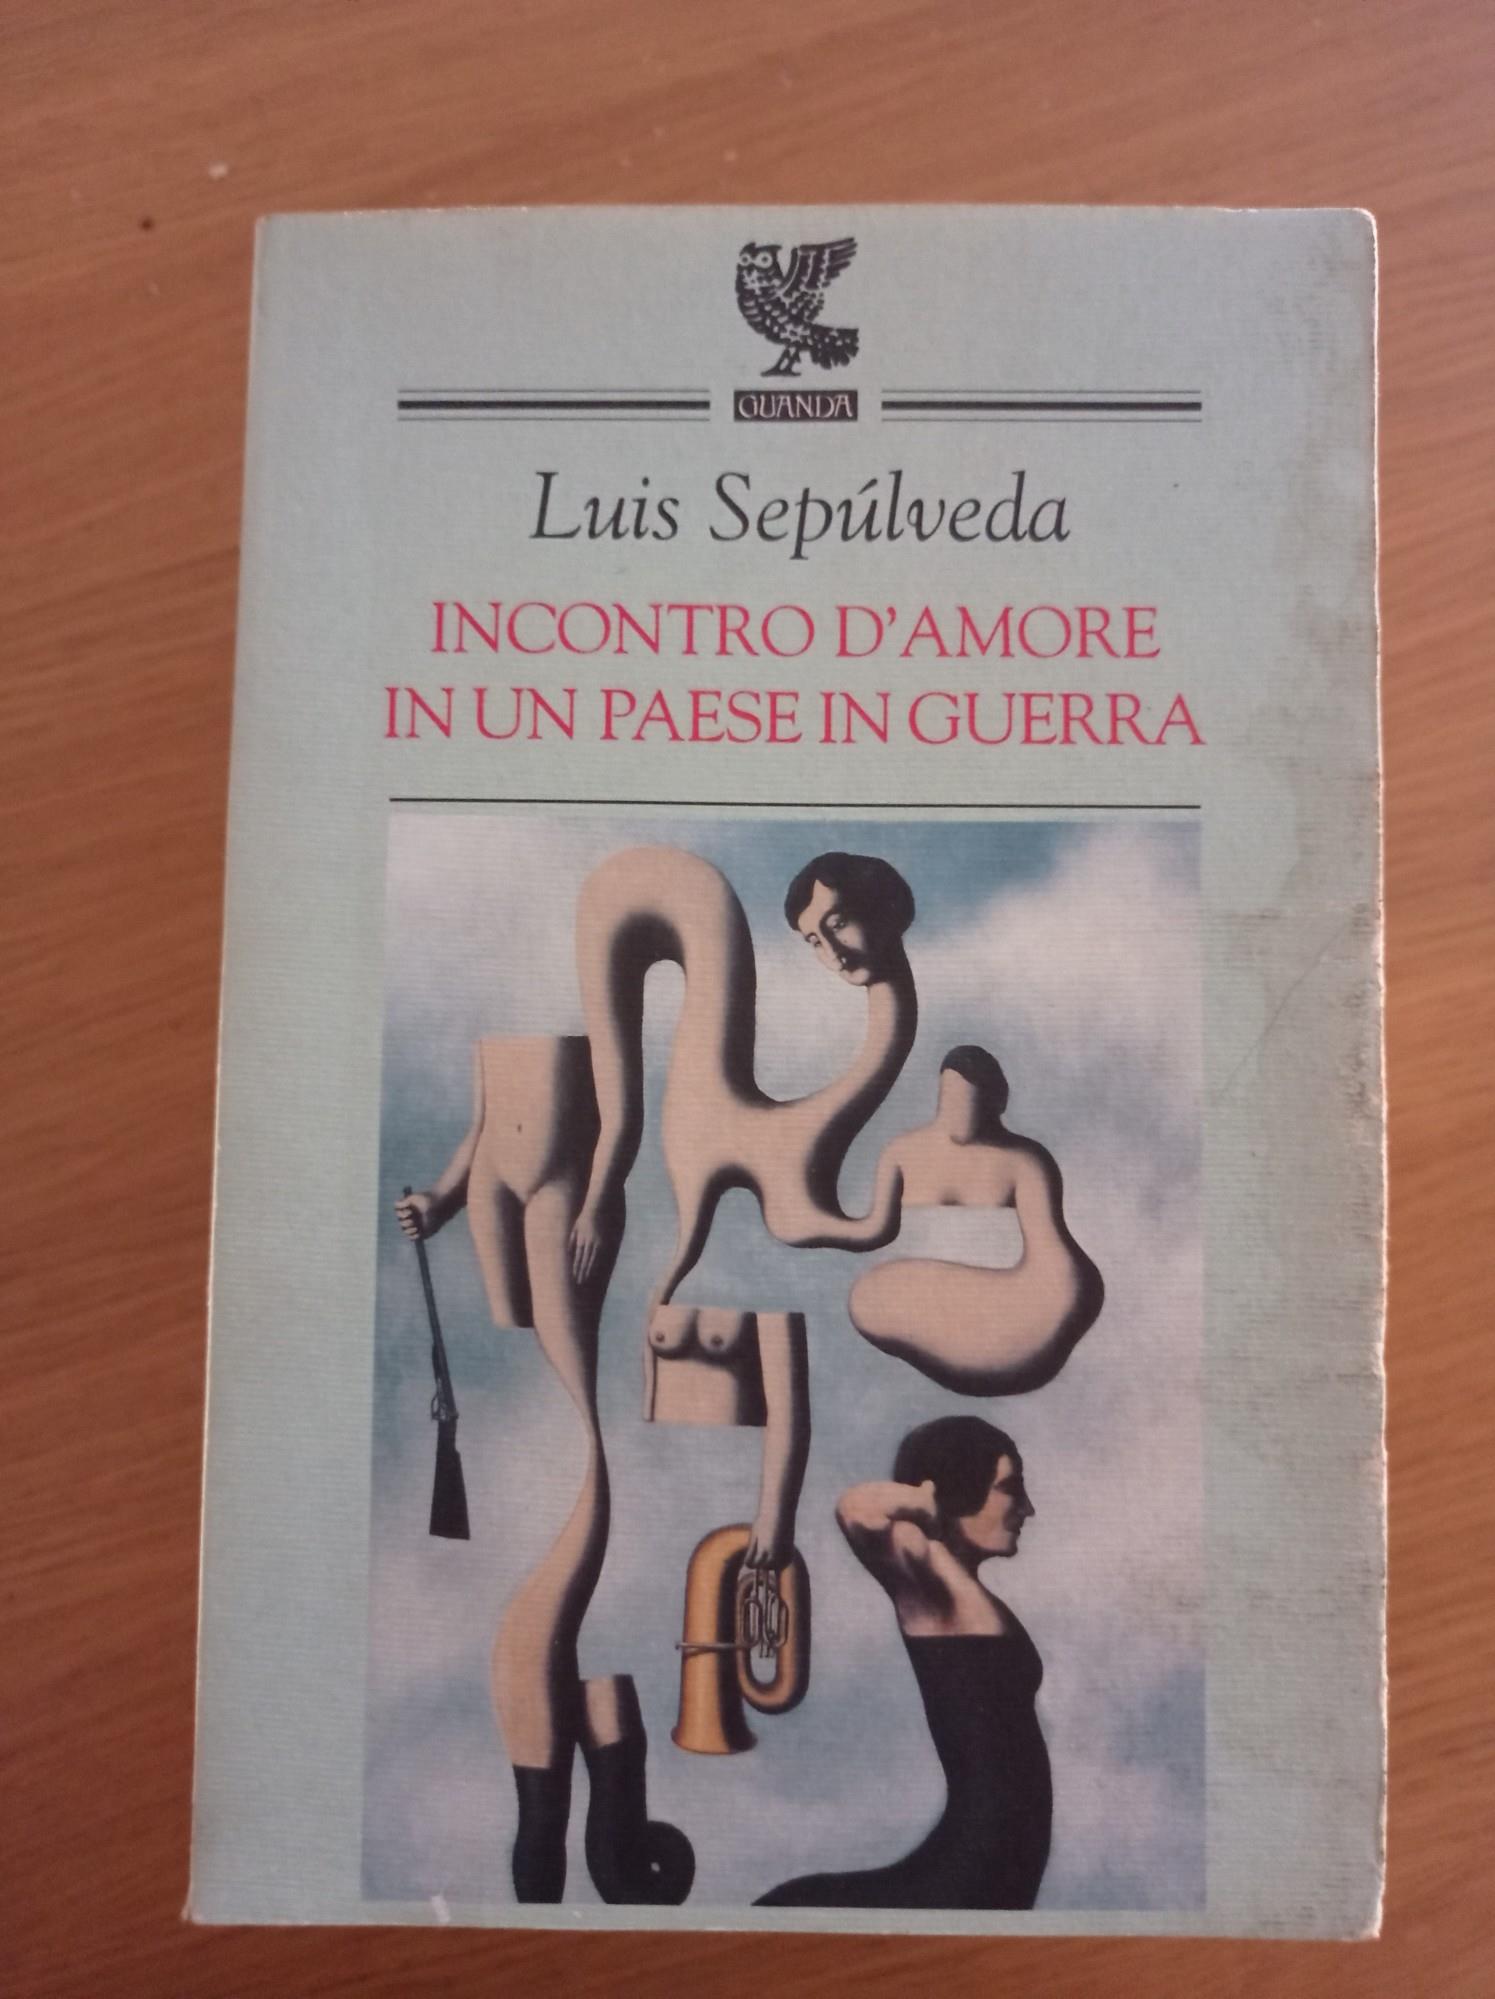 GUANDA
Luis Sepúlveda
INCONTRO D'AMORE
IN UN PAESE IN GUERRA